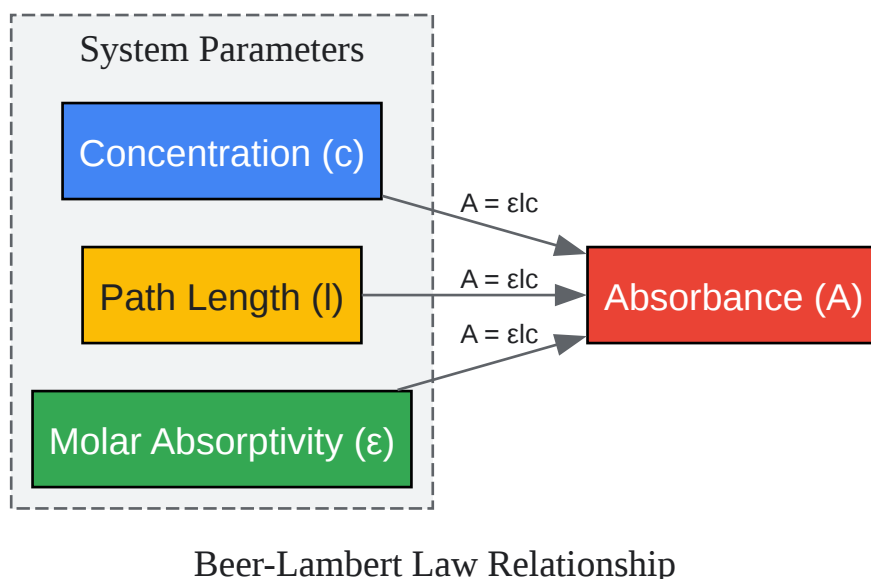 System Parameters
Concentration (c)
A = εlc
Path Length (l)
A = εlc
Absorbance (A)
A = εlc
Molar Absorptivity (ε)
Beer-Lambert Law Relationship